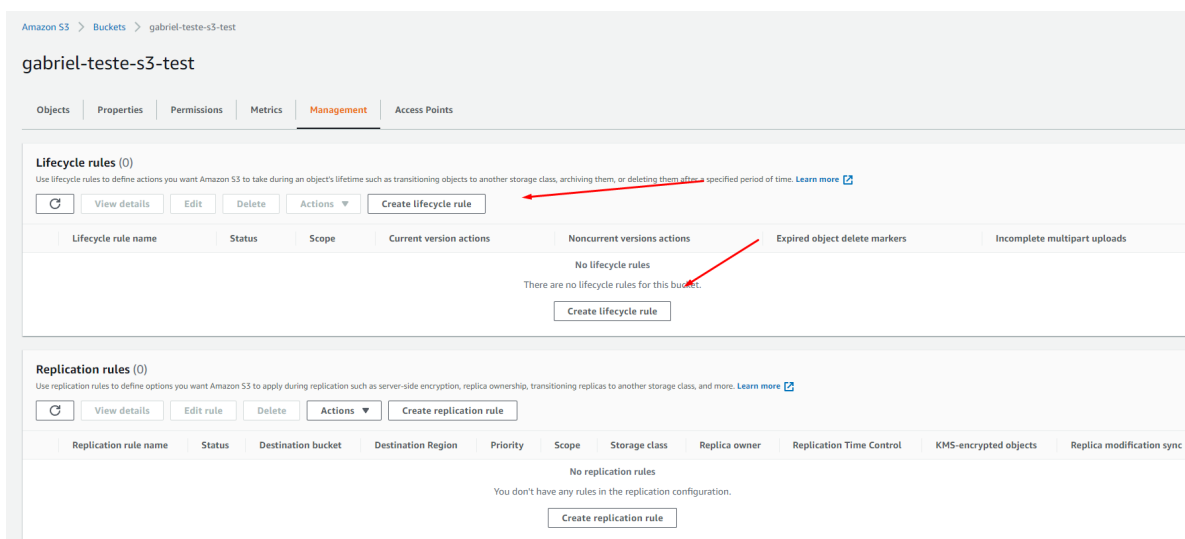 Amazon S3 > Buckets > gabriel-teste-s3-test
gabriel-teste-s3-test
Objects Properties Permissions Metrics Management Access Points
Lifecycle rules (0)
Use lifecycle rules to define actions you want Amazon S3 to take during an object's lifetime such as transitioning objects to another storage class, archiving them, or deleting them after a specified period of time. Learn more
View details Edit Delete Actions ▼ Create lifecycle rule
Lifecycle rule name Status Scope Current version actions Noncurrent versions actions Expired object delete markers Incomplete multipart uploads
No lifecycle rules
There are no lifecycle rules for this bucket.
Create lifecycle rule
Replication rules (0)
Use replication rules to define options you want Amazon S3 to apply during replication such as server-side encryption, replica ownership, transitioning replicas to another storage class, and more. Learn more
View details Edit rule Delete Actions ▼ Create replication rule
Replication rule name Status Destination bucket Destination Region Priority Scope Storage class Replica owner Replication Time Control KMS-encrypted objects Replica modification sync
No replication rules
You don't have any rules in the replication configuration.
Create replication rule